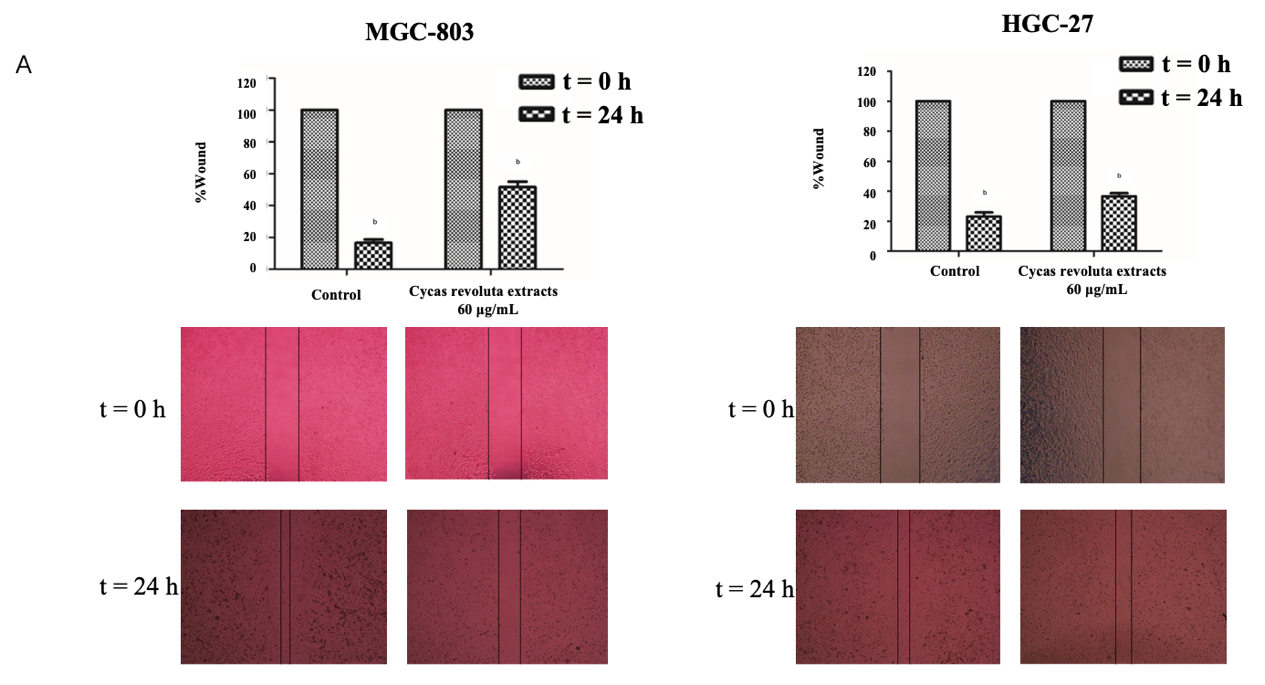 A
MGC-803
%Wound
120
100
80
60
40
20
0
t = 0 h
t = 24 h
b
b
Control
Cycas revoluta extracts
60 µg/mL
HGC-27
%Wound
120
100
80
60
40
20
0
t = 0 h
t = 24 h
b
b
Control
Cycas revoluta extracts
60 µg/mL
t = 0 h
t = 0 h
t = 24 h
t = 24 h